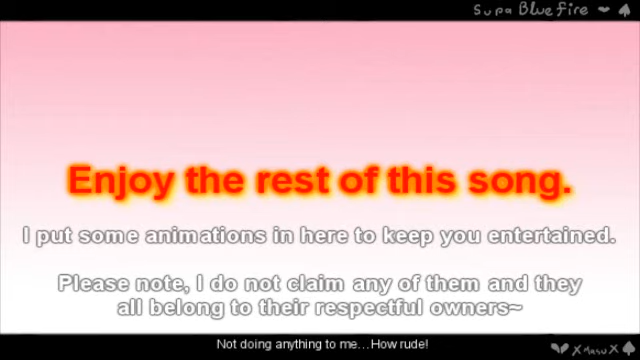 Supa Bluefire ❤ ♠
Enjoy the rest of this song.
I put some animations in here to keep you entertained.
Please note, I do not claim any of them and they
all belong to their respectful owners~
Not doing anything to me...How rude!
XMasuX ♠